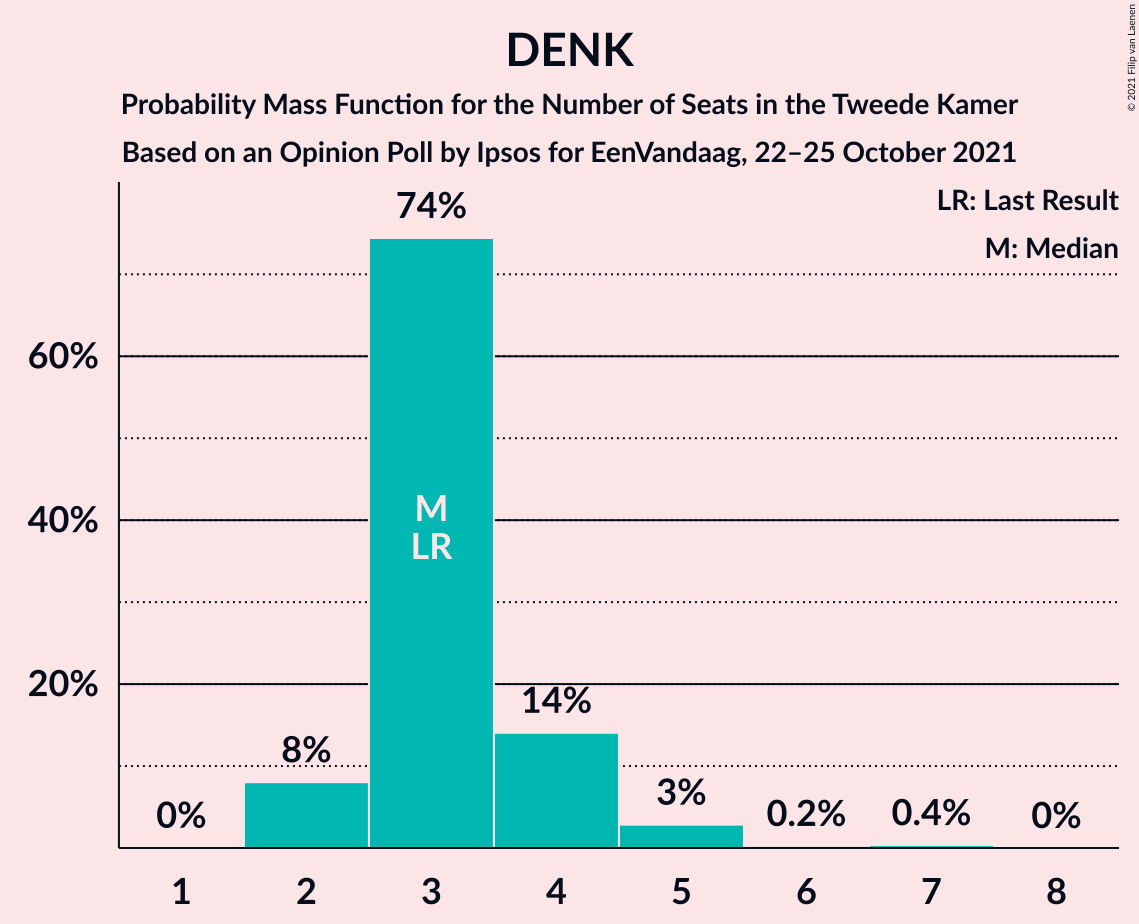 DENK
Probability Mass Function for the Number of Seats in the Tweede Kamer
Based on an Opinion Poll by Ipsos for EenVandaag, 22–25 October 2021
© 2021 Filip van Laenen
LR: Last Result
M: Median
74%
60%
M
40%
LR
20%
14%
8%
3%
0%
0.2%
0.4%
0%
1 2 3 4 5 6 7 8